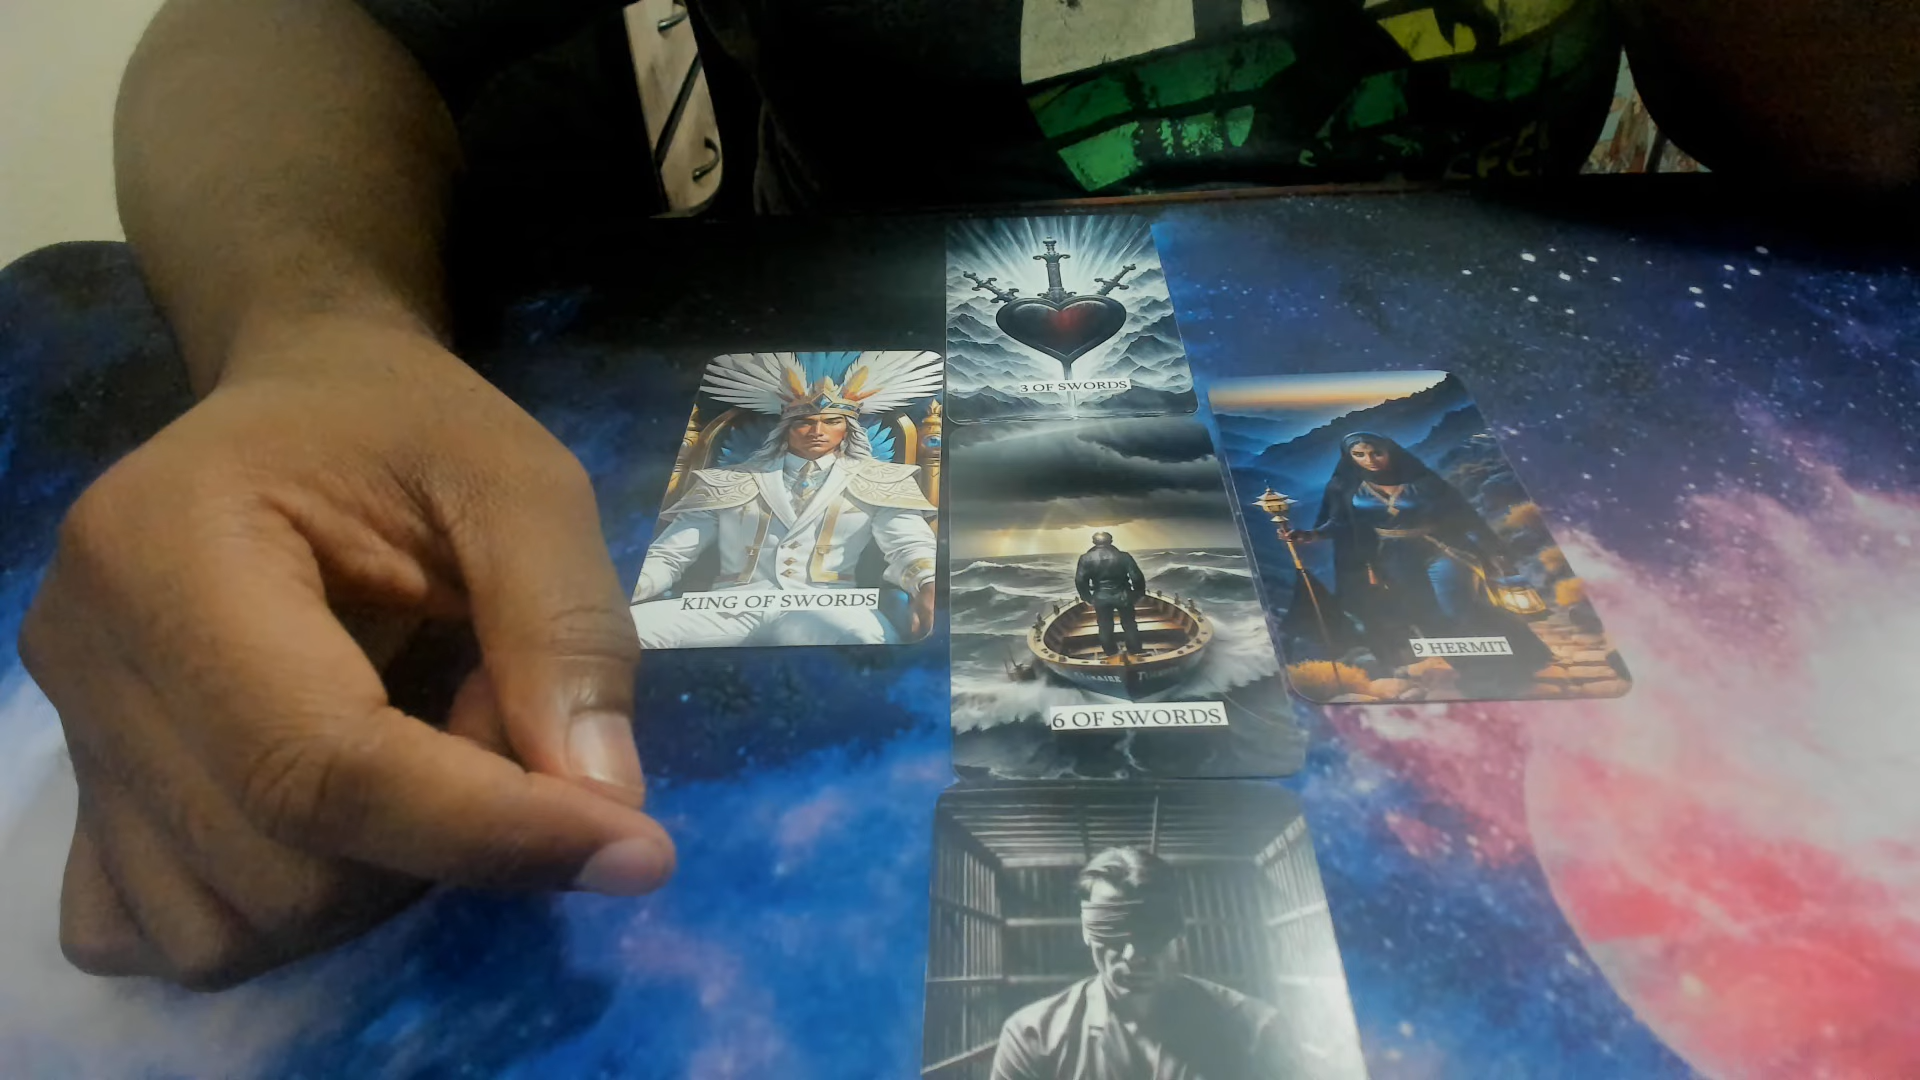 3 OF SWORDS
KING OF SWORDS
9 HERMIT
6 OF SWORDS